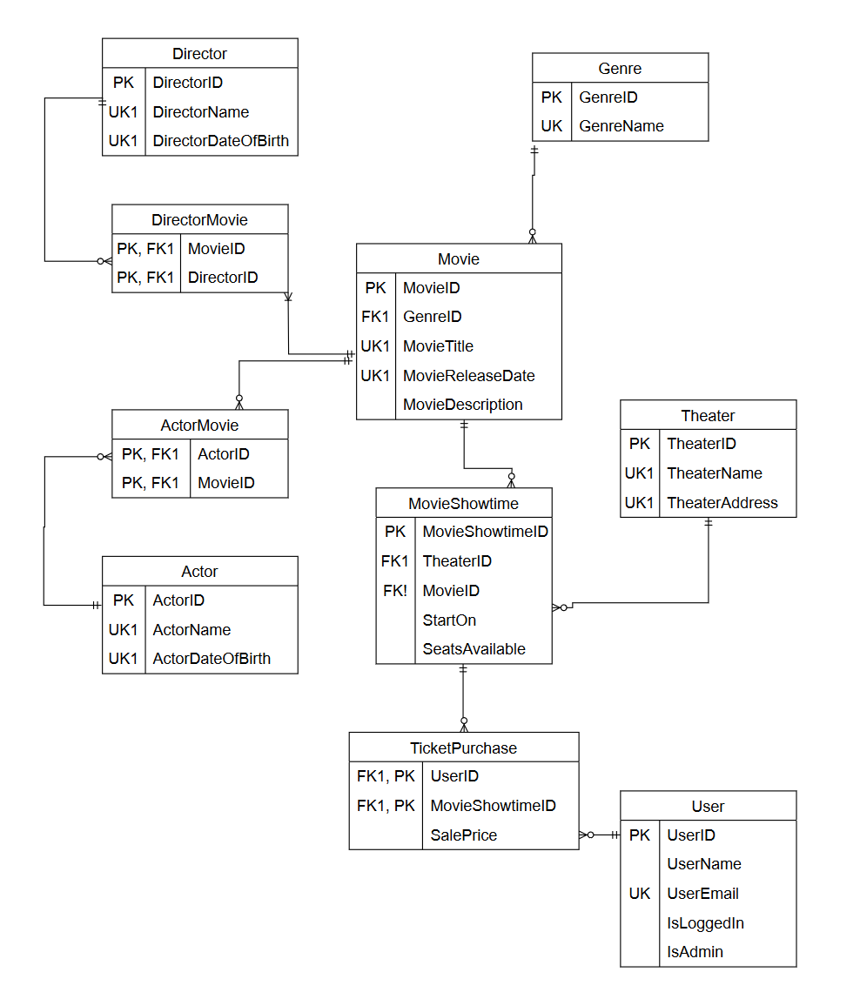 Director
PK DirectorID
UK1 DirectorName
UK1 DirectorDateOfBirth
Genre
PK GenreID
UK GenreName
DirectorMovie
PK, FK1 MovieID
PK, FK1 DirectorID
Movie
PK MovieID
FK1 GenreID
UK1 MovieTitle
UK1 MovieReleaseDate
MovieDescription
ActorMovie
PK, FK1 ActorID
PK, FK1 MovieID
Theater
PK TheaterID
UK1 TheaterName
UK1 TheaterAddress
MovieShowtime
PK MovieShowtimeID
FK1 TheaterID
FK! MovieID
StartOn
SeatsAvailable
Actor
PK ActorID
UK1 ActorName
UK1 ActorDateOfBirth
TicketPurchase
FK1, PK UserID
FK1, PK MovieShowtimeID
SalePrice
User
PK UserID
UserName
UK UserEmail
IsLoggedIn
IsAdmin